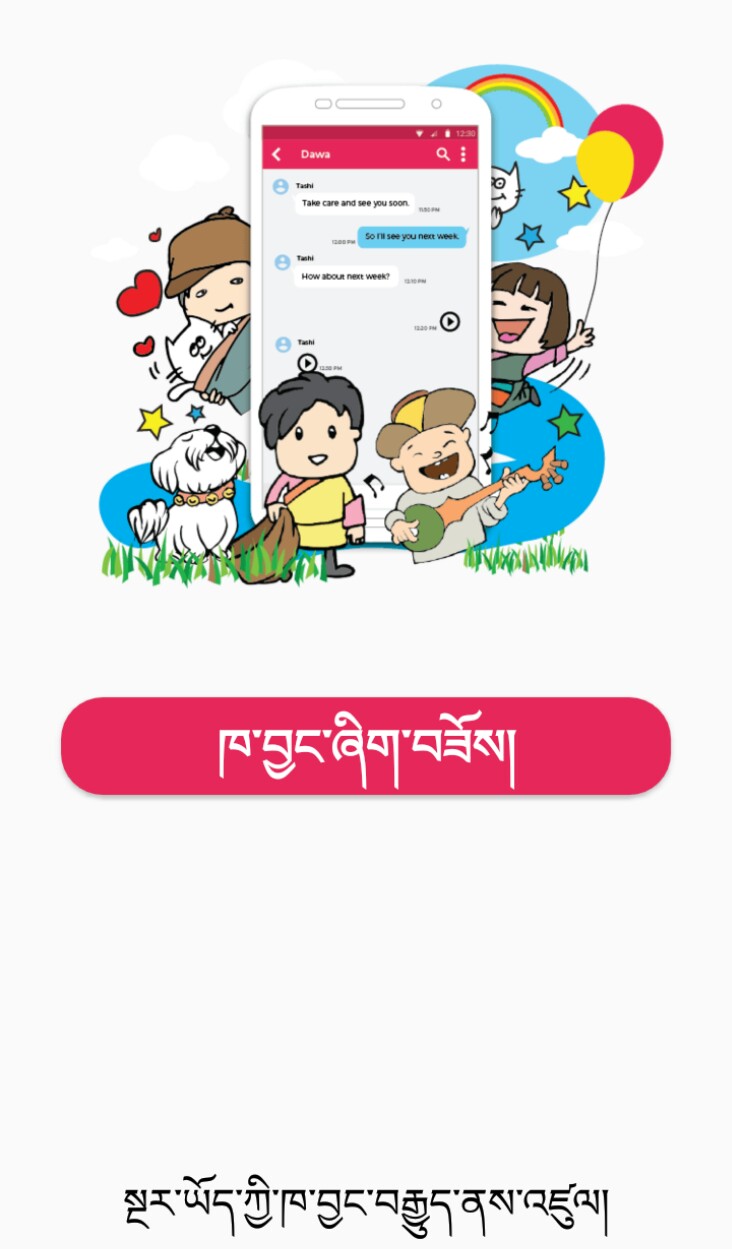 12:30
Dawa
Tashi
Take care and see you soon.
11:50 PM
So I'll see you next week.
12:00 PM
Tashi
How about next week?
12:10 PM
12:20 PM
Tashi
12:30 PM
ཁ་བྱང་ཞིག་བཟོས།
སྔར་ཡོད་ཀྱི་ཁ་བྱང་བརྒྱུད་ནས་འཛུལ།